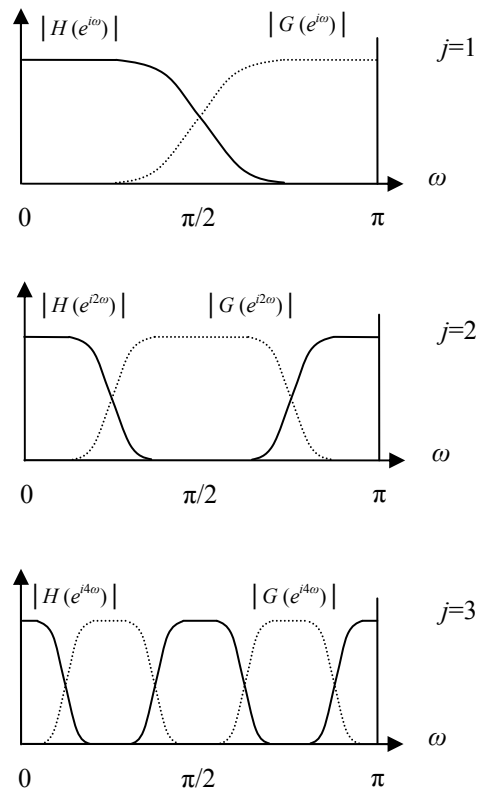 |H(e^{iω})| |G(e^{iω})| j=1
ω
0 π/2 π
|H(e^{i2ω})| |G(e^{i2ω})| j=2
ω
0 π/2 π
|H(e^{i4ω})| |G(e^{i4ω})| j=3
ω
0 π/2 π